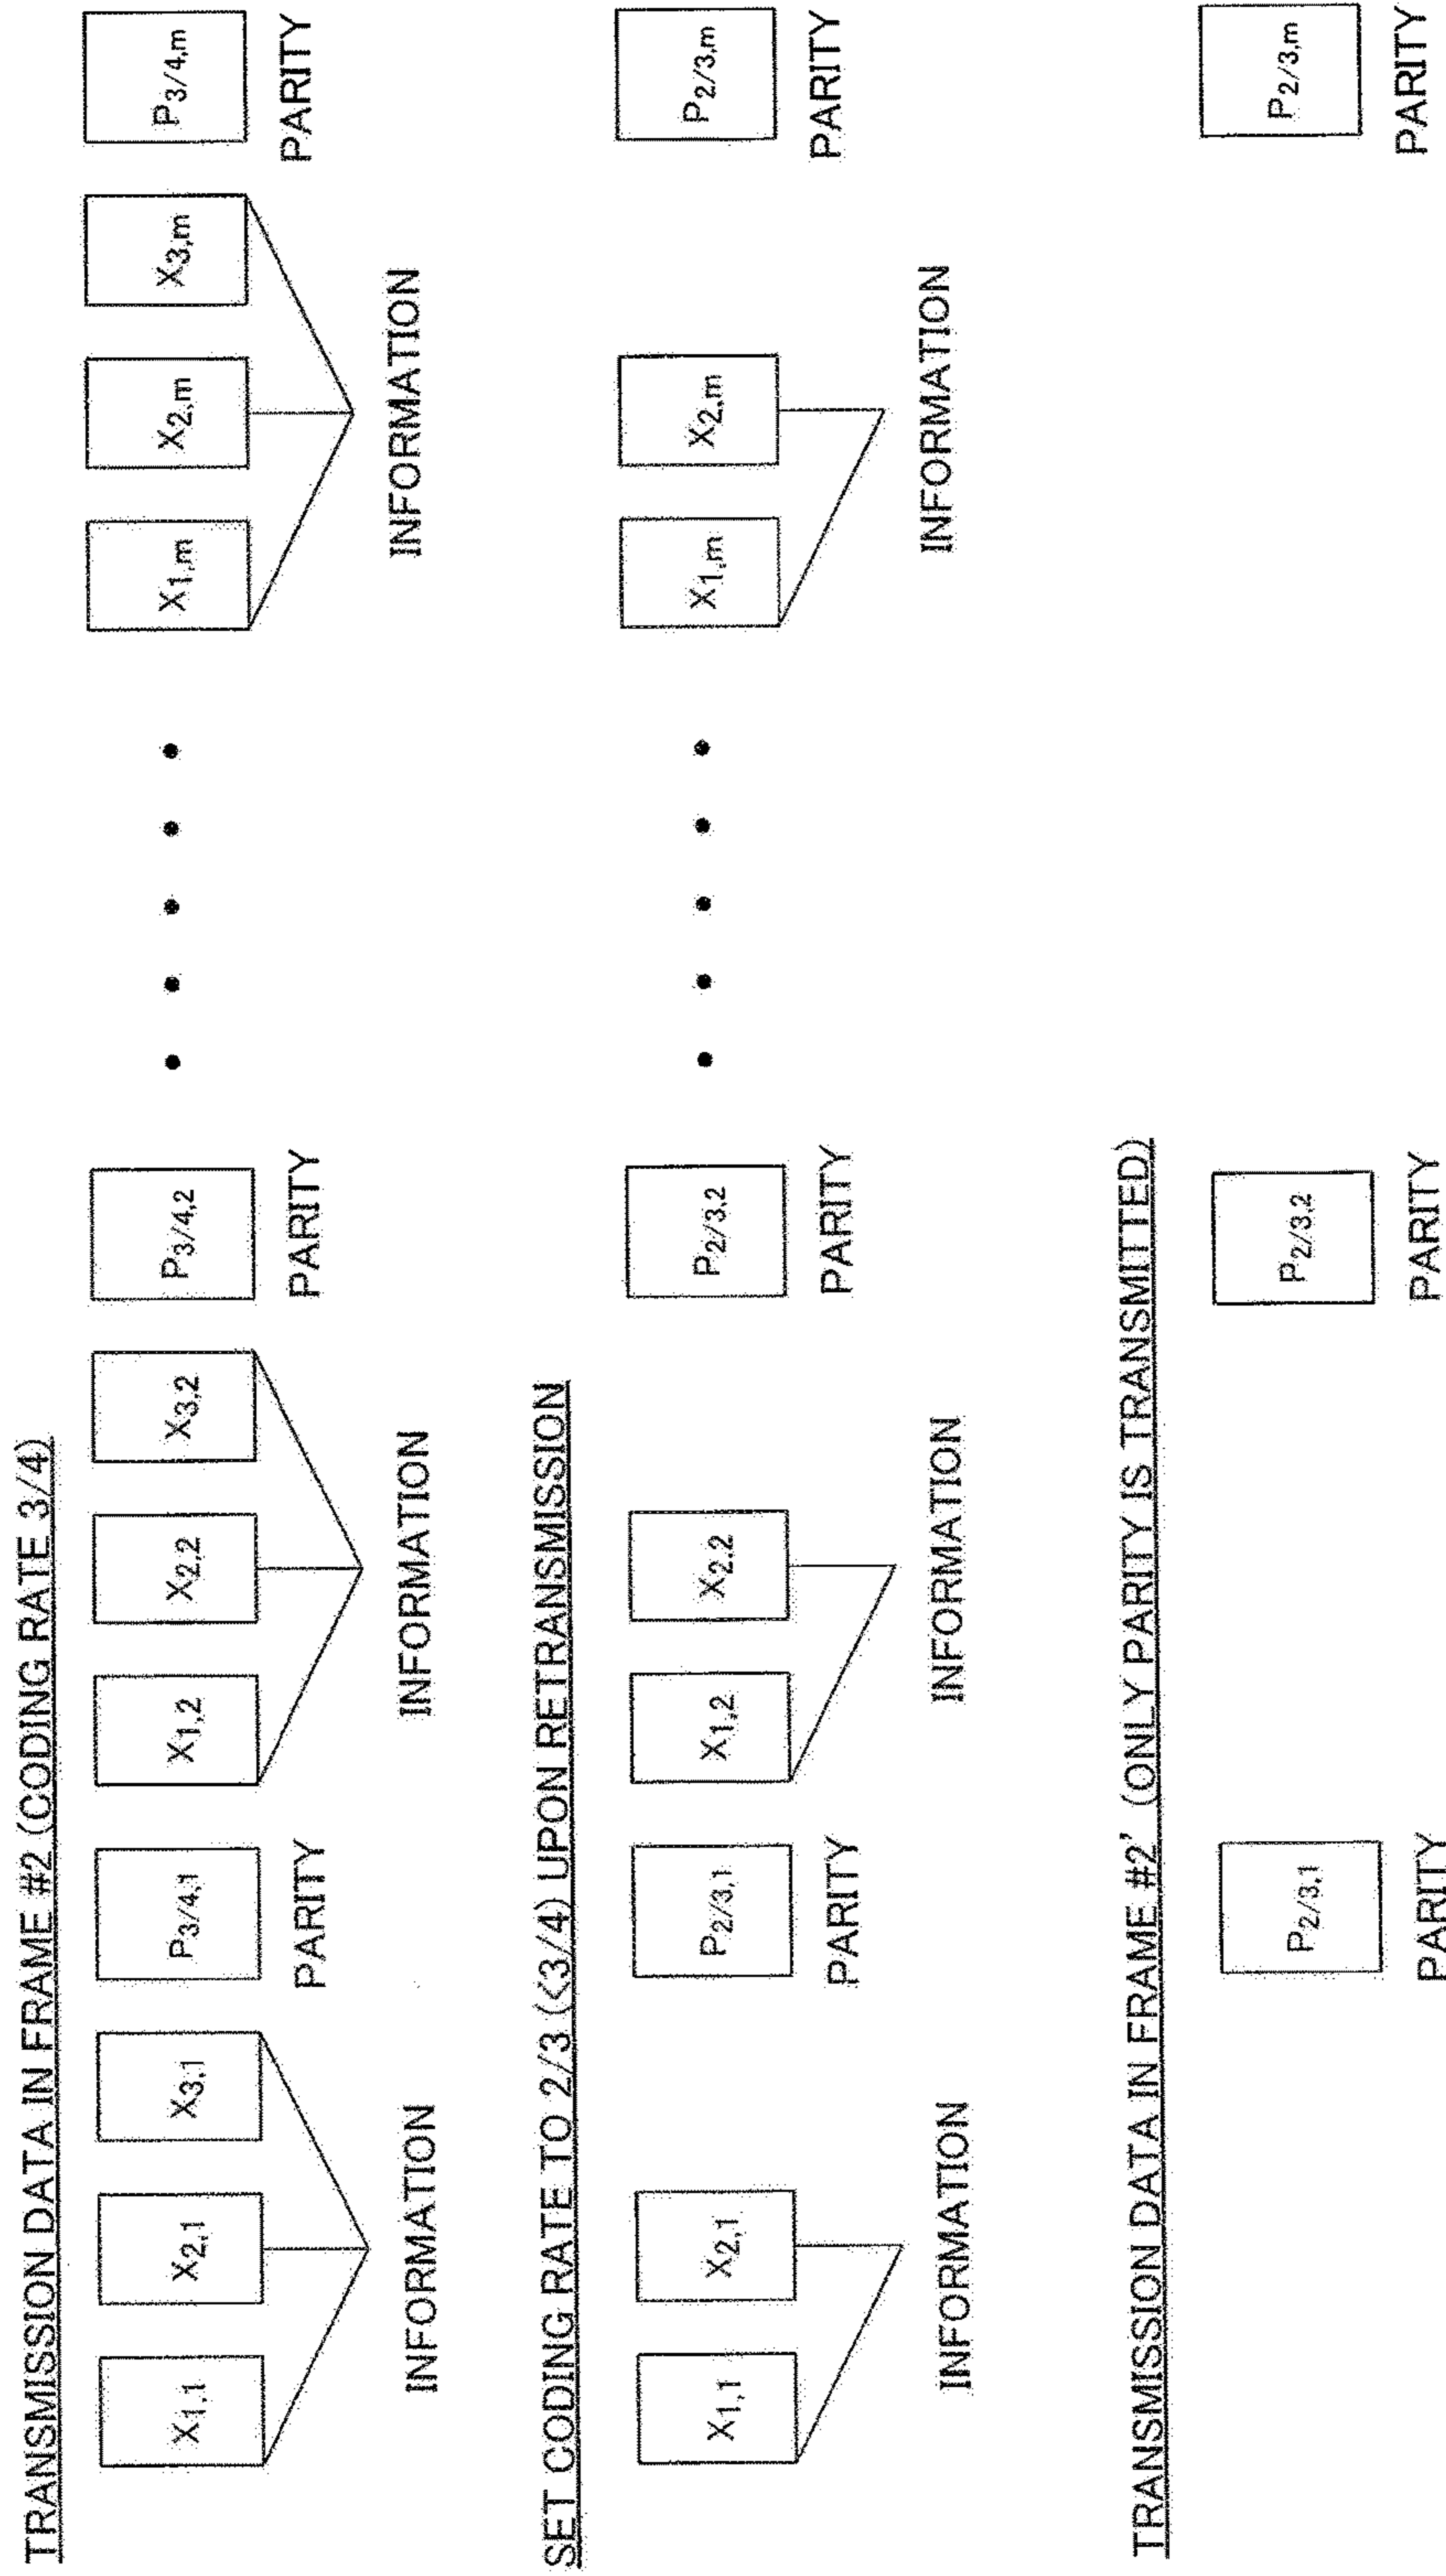 TRANSMISSION DATA IN FRAME #2 (CODING RATE 3/4)
X1,1 X2,1 X3,1 P3/4,1 X1,2 X2,2 X3,2 P3/4,2 • • • • • X1,m X2,m X3,m P3/4,m
PARITY PARITY PARITY
INFORMATION INFORMATION INFORMATION
SET CODING RATE TO 2/3 (<3/4) UPON RETRANSMISSION
X1,1 X2,1 P2/3,1 X1,2 X2,2 P2/3,2 • • • • • X1,m X2,m P2/3,m
PARITY PARITY PARITY
INFORMATION INFORMATION INFORMATION
TRANSMISSION DATA IN FRAME #2' (ONLY PARITY IS TRANSMITTED)
P2/3,1 P2/3,2 P2/3,m
PARITY PARITY PARITY